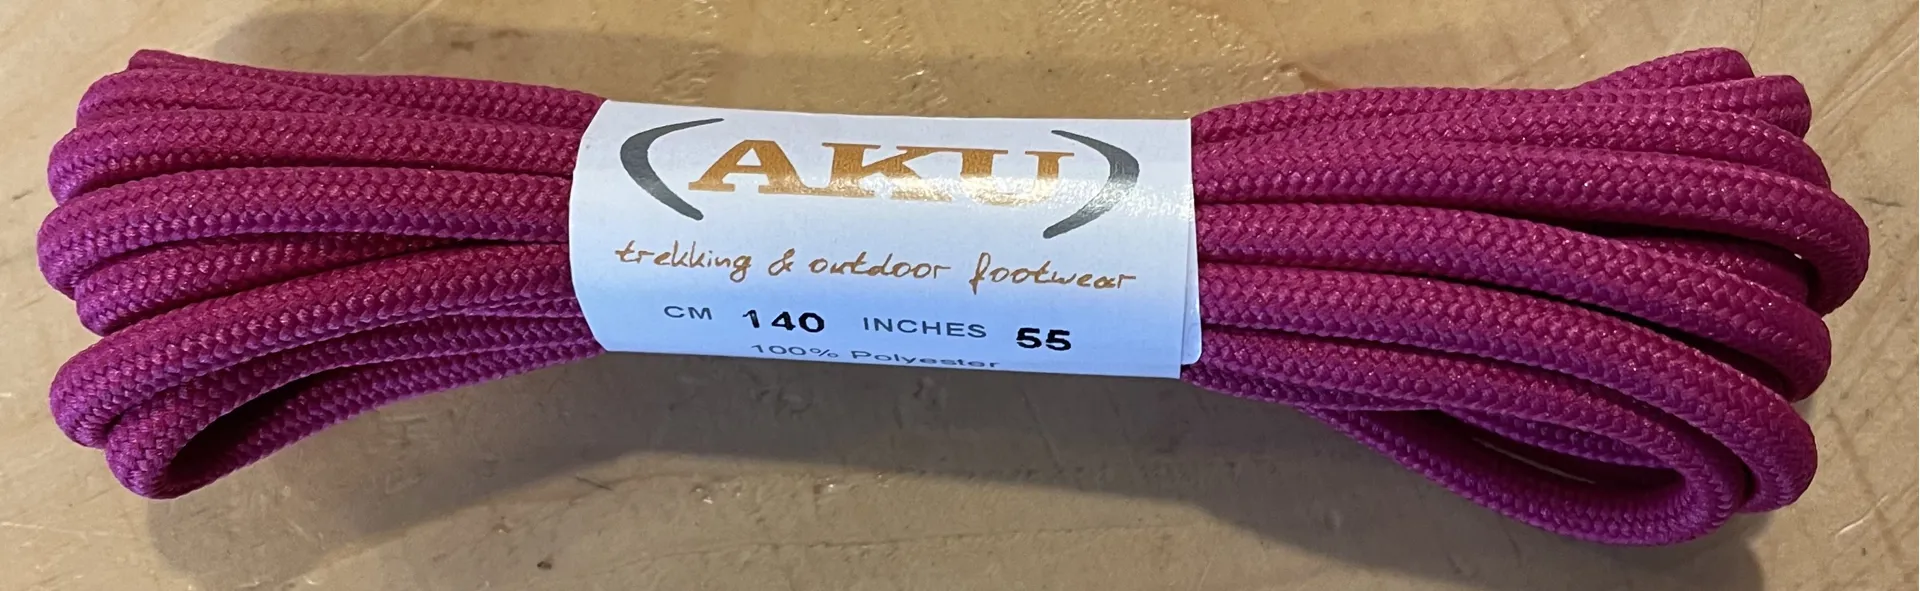 AKU
trekking & outdoor footwear
CM 140 INCHES 55
100% Polyester